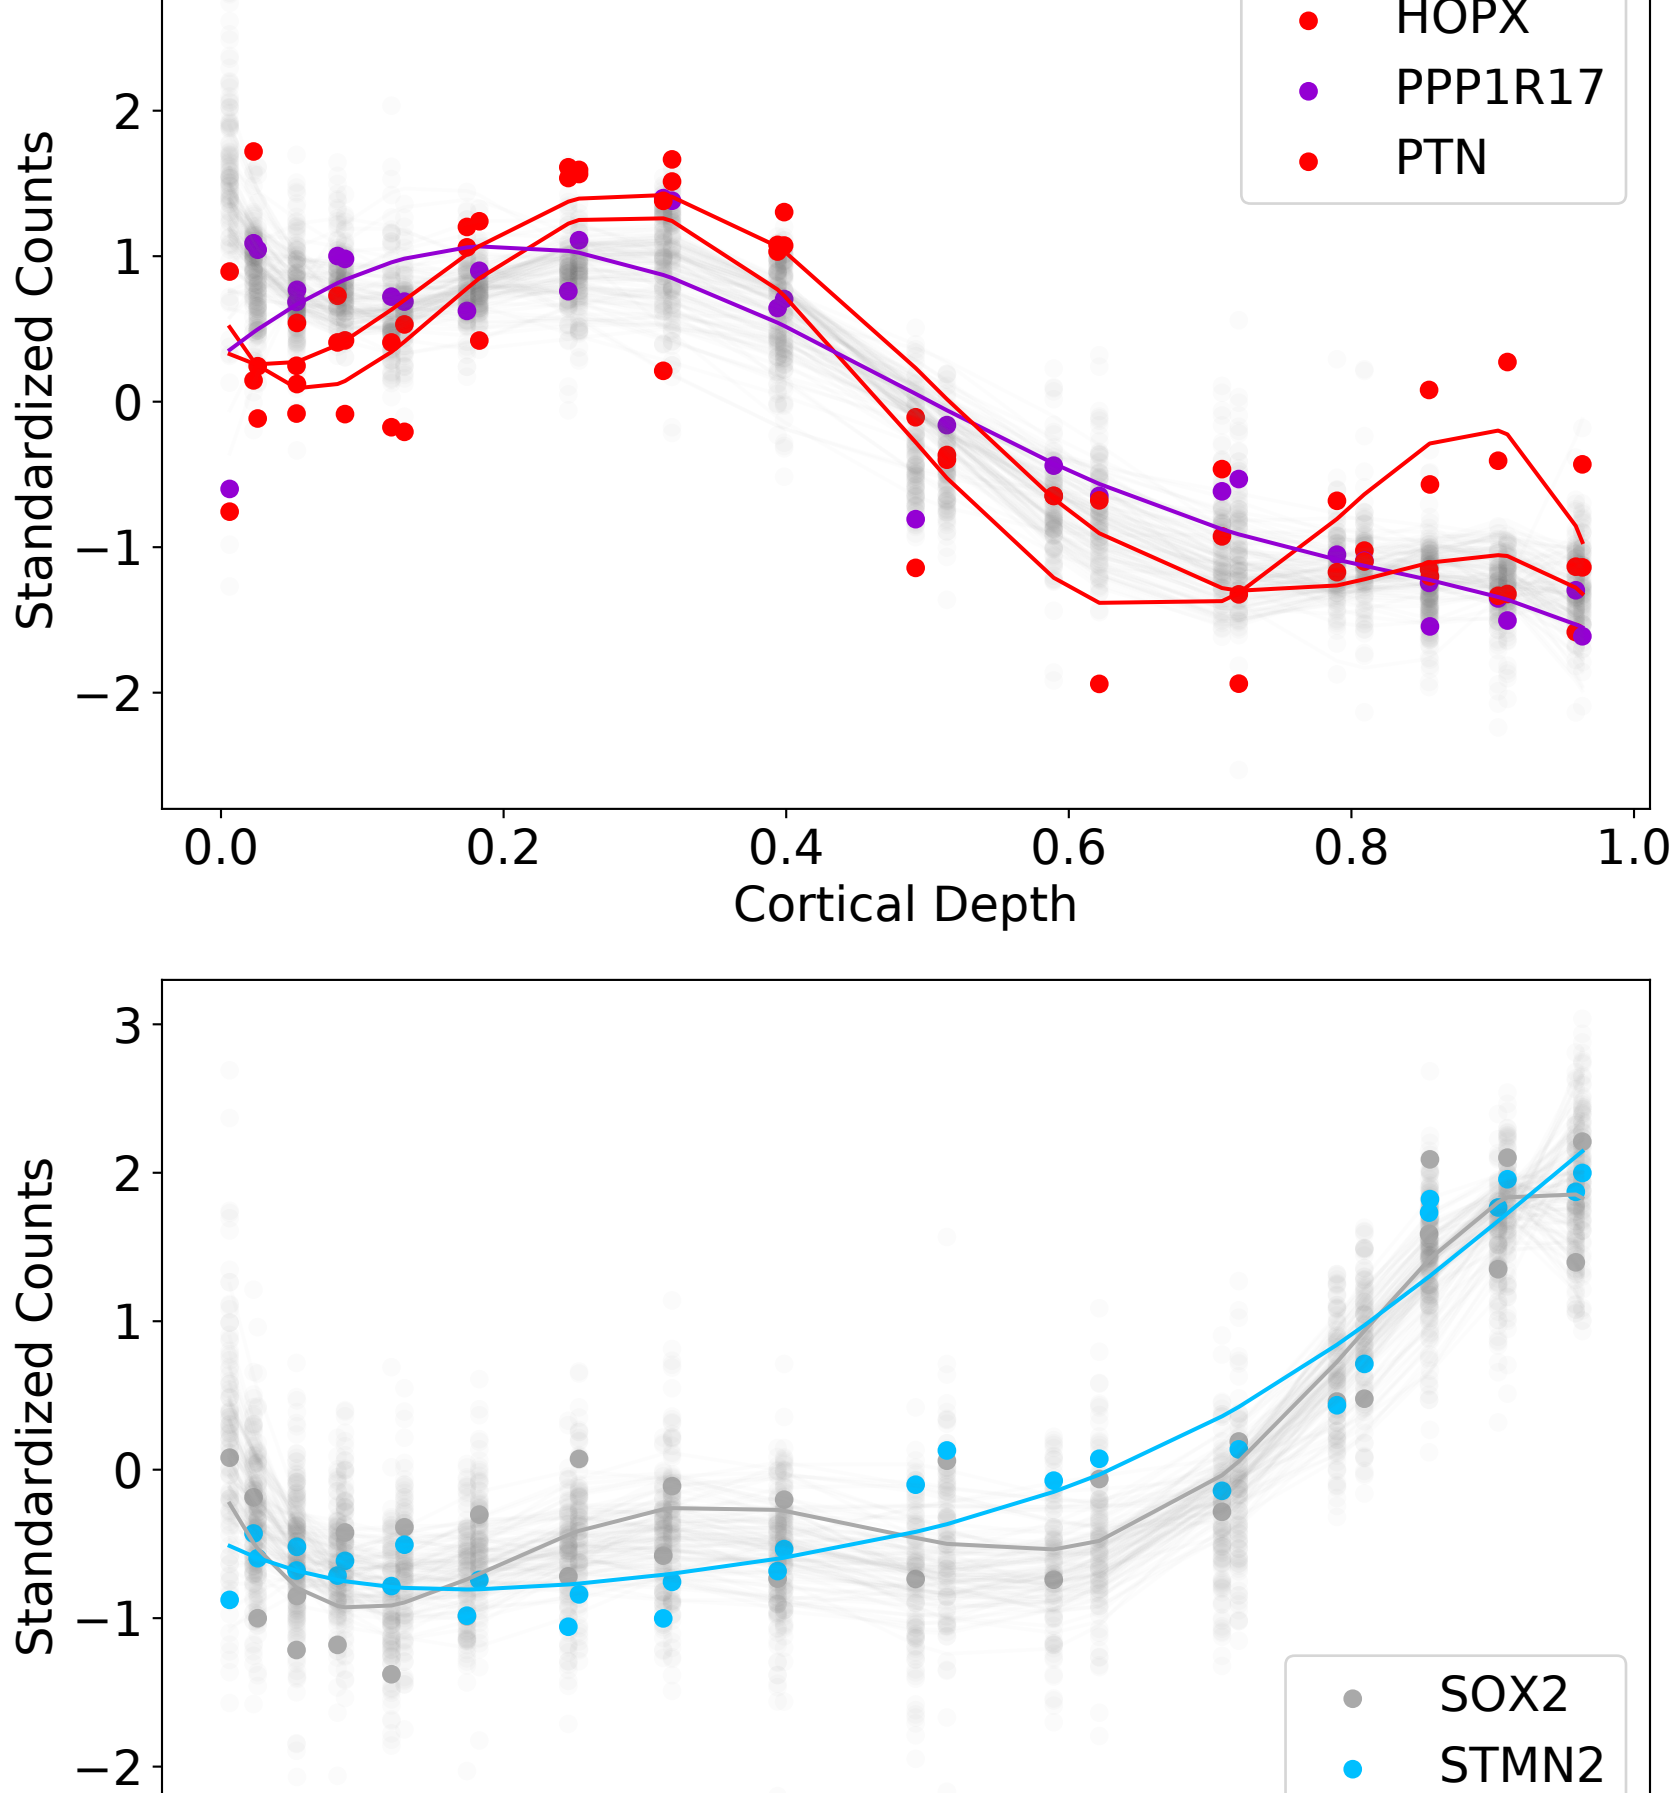 HOPX
PPP1R17
PTN
2
1
0
−1
−2
Standardized Counts
0.0 0.2 0.4 0.6 0.8 1.0
Cortical Depth
3
2
1
0
−1
−2
Standardized Counts
SOX2
STMN2